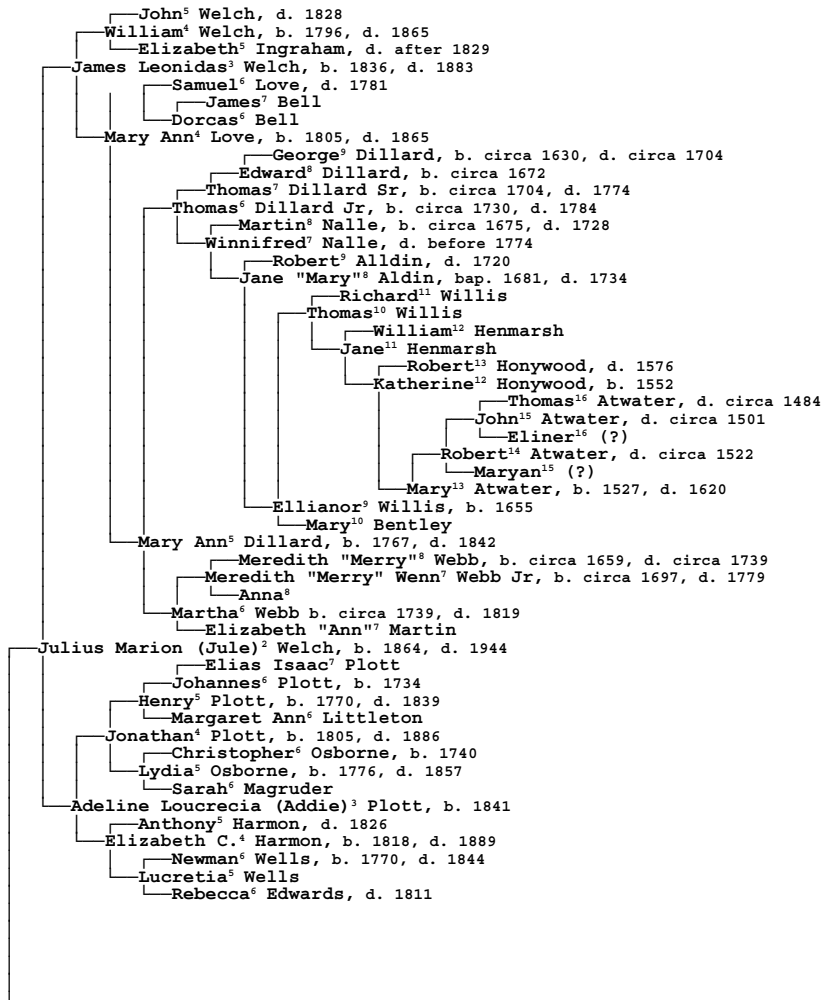 John⁵ Welch, d. 1828
William⁴ Welch, b. 1796, d. 1865
Elizabeth⁵ Ingraham, d. after 1829
James Leonidas³ Welch, b. 1836, d. 1883
Samuel⁶ Love, d. 1781
James⁷ Bell
Dorcas⁶ Bell
Mary Ann⁴ Love, b. 1805, d. 1865
George⁹ Dillard, b. circa 1630, d. circa 1704
Edward⁸ Dillard, b. circa 1672
Thomas⁷ Dillard Sr, b. circa 1704, d. 1774
Thomas⁶ Dillard Jr, b. circa 1730, d. 1784
Martin⁸ Nalle, b. circa 1675, d. 1728
Winnifred⁷ Nalle, d. before 1774
Robert⁹ Alldin, d. 1720
Jane "Mary"⁸ Aldin, bap. 1681, d. 1734
Richard¹¹ Willis
Thomas¹⁰ Willis
William¹² Henmarsh
Jane¹¹ Henmarsh
Robert¹³ Honywood, d. 1576
Katherine¹² Honywood, b. 1552
Thomas¹⁶ Atwater, d. circa 1484
John¹⁵ Atwater, d. circa 1501
Eliner¹⁶ (?)
Robert¹⁴ Atwater, d. circa 1522
Maryan¹⁵ (?)
Mary¹³ Atwater, b. 1527, d. 1620
Ellianor⁹ Willis, b. 1655
Mary¹⁰ Bentley
Mary Ann⁵ Dillard, b. 1767, d. 1842
Meredith "Merry"⁸ Webb, b. circa 1659, d. circa 1739
Meredith "Merry" Wenn⁷ Webb Jr, b. circa 1697, d. 1779
Anna⁸
Martha⁶ Webb b. circa 1739, d. 1819
Elizabeth "Ann"⁷ Martin
Julius Marion (Jule)² Welch, b. 1864, d. 1944
Elias Isaac⁷ Plott
Johannes⁶ Plott, b. 1734
Henry⁵ Plott, b. 1770, d. 1839
Margaret Ann⁶ Littleton
Jonathan⁴ Plott, b. 1805, d. 1886
Christopher⁶ Osborne, b. 1740
Lydia⁵ Osborne, b. 1776, d. 1857
Sarah⁶ Magruder
Adeline Loucrecia (Addie)³ Plott, b. 1841
Anthony⁵ Harmon, d. 1826
Elizabeth C.⁴ Harmon, b. 1818, d. 1889
Newman⁶ Wells, b. 1770, d. 1844
Lucretia⁵ Wells
Rebecca⁶ Edwards, d. 1811